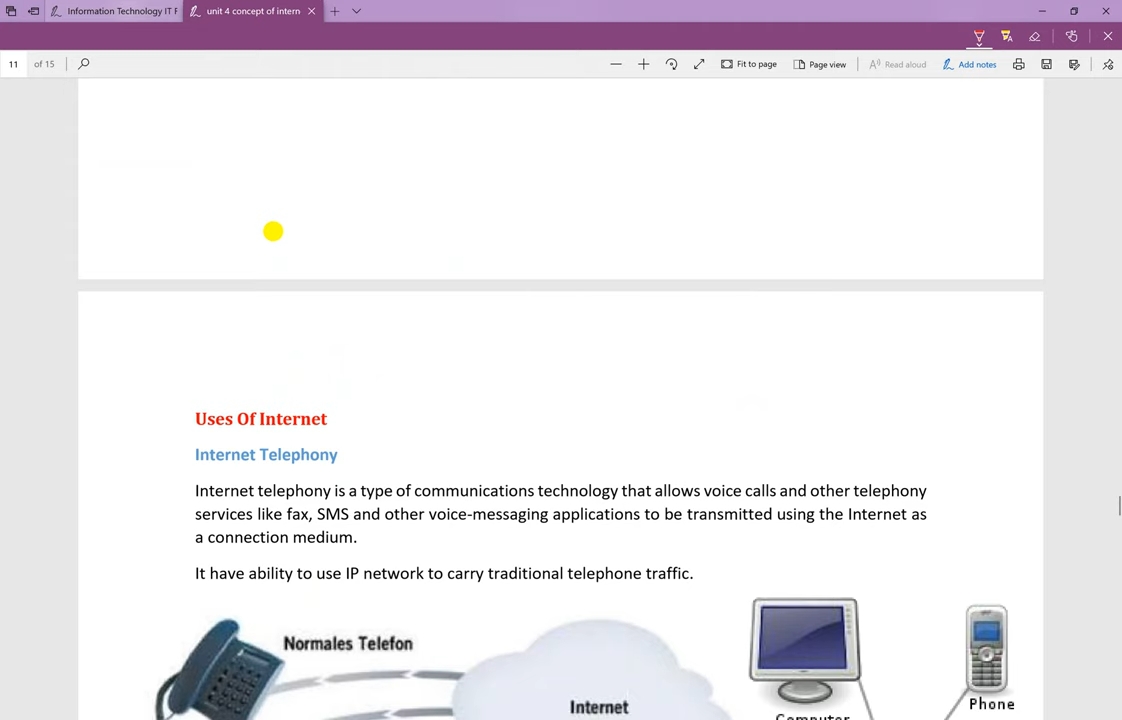 Information Technology IT F
unit 4 concept of intern
11 of 15
Fit to page
Page view
Read aloud
Add notes
Uses Of Internet
Internet Telephony
Internet telephony is a type of communications technology that allows voice calls and other telephony
services like fax, SMS and other voice-messaging applications to be transmitted using the Internet as
a connection medium.
It have ability to use IP network to carry traditional telephone traffic.
Normales Telefon
Internet
Phone
Computer